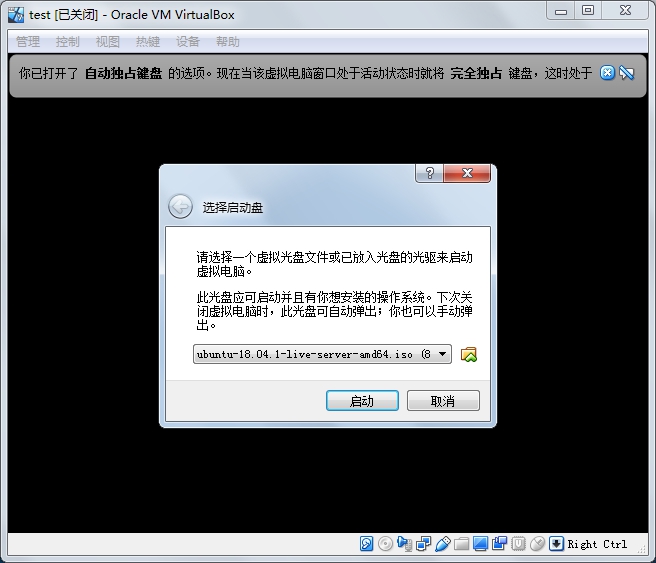 test [已关闭] - Oracle VM VirtualBox
管理 控制 视图 热键 设备 帮助
你已打开了 自动独占键盘 的选项。现在当该虚拟电脑窗口处于活动状态时就将 完全独占 键盘，这时处于
选择启动盘
请选择一个虚拟光盘文件或已放入光盘的光驱来启动
虚拟电脑。
此光盘应可启动并且有你想安装的操作系统。下次关
闭虚拟电脑时，此光盘可自动弹出；你也可以手动弹
出。
ubuntu-18.04.1-live-server-amd64.iso (8
启动 取消
Right Ctrl